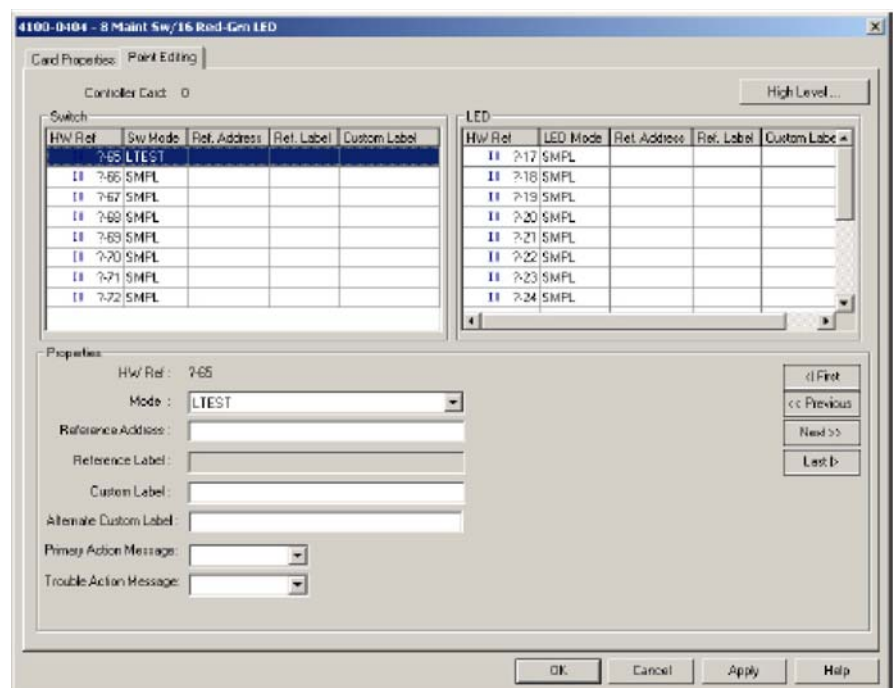 4100-0404 - 8 Maint Sw/16 Red-Grn LED
Card Properties Point Editing
Controller Card: 0
High Level ...
Switch
HW Ref Sw Mode Ref. Address Ref. Label Custom Label
?-65 LTEST
?-66 SMPL
?-67 SMPL
?-68 SMPL
?-69 SMPL
?-70 SMPL
?-71 SMPL
?-72 SMPL
LED
HW Ref LED Mode Ref. Address Ref. Label Custom Labe
?-17 SMPL
?-18 SMPL
?-19 SMPL
?-20 SMPL
?-21 SMPL
?-22 SMPL
?-23 SMPL
?-24 SMPL
Properties
HW Ref : ?-65
Mode : LTEST
Reference Address :
Reference Label :
Custom Label :
Alternate Custom Label :
Primary Action Message:
Trouble Action Message:
<| First
<< Previous
Next >>
Last |>
OK Cancel Apply Help